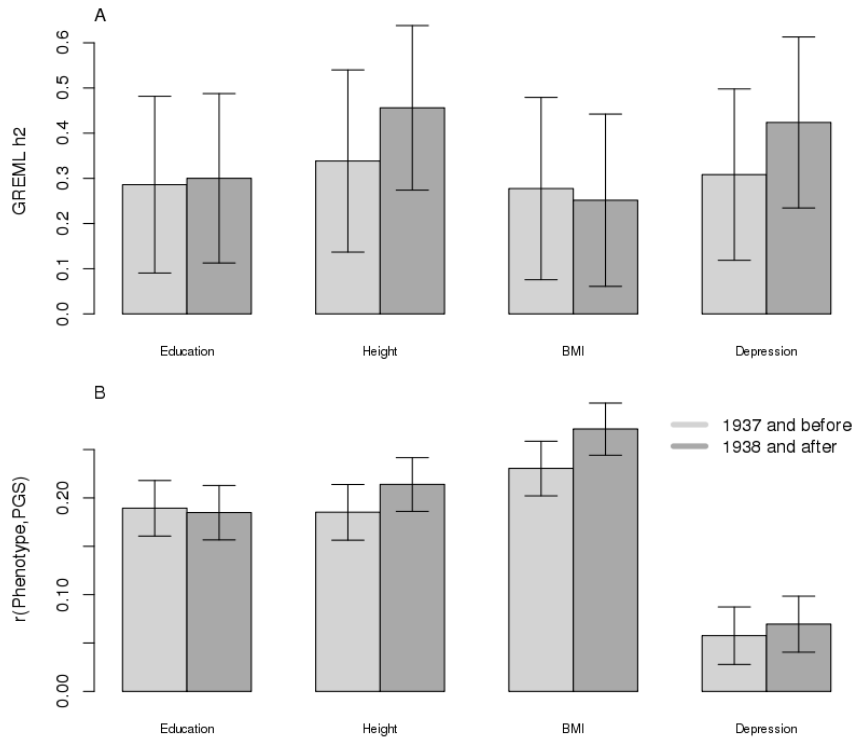 A
GREML h2
0.6
0.5
0.4
0.3
0.2
0.1
0.0
Education Height BMI Depression
B
r(Phenotype,PGS)
0.20
0.10
0.00
1937 and before
1938 and after
Education Height BMI Depression